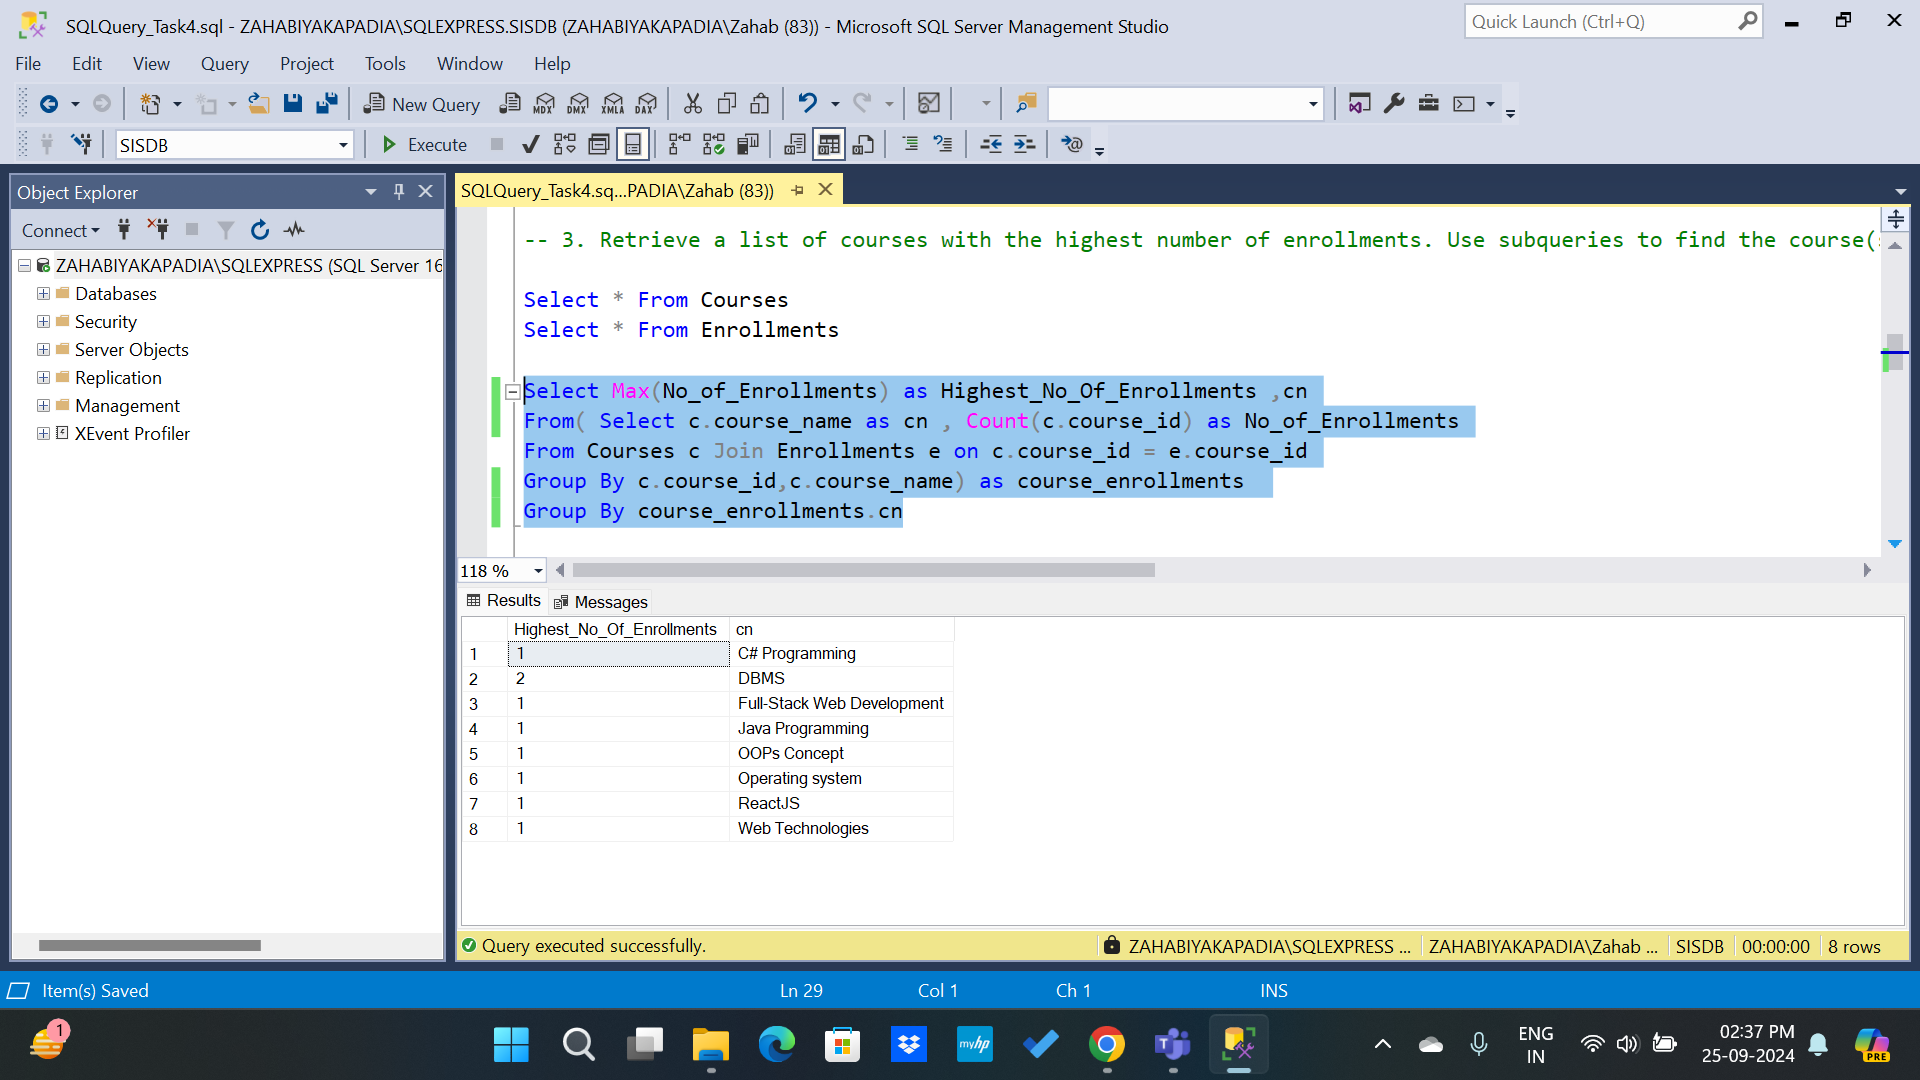 SQLQuery_Task4.sql - ZAHABIYAKAPADIA\SQLEXPRESS.SISDB (ZAHABIYAKAPADIA\Zahab (83)) - Microsoft SQL Server Management Studio
Quick Launch (Ctrl+Q)
File Edit View Query Project Tools Window Help
New Query MDX DMX XMLA DAX
SISDB Execute
Object Explorer
SQLQuery_Task4.sq...PADIA\Zahab (83))
Connect
ZAHABIYAKAPADIA\SQLEXPRESS (SQL Server 16
Databases
Security
Server Objects
Replication
Management
XEvent Profiler
-- 3. Retrieve a list of courses with the highest number of enrollments. Use subqueries to find the course(
Select * From Courses
Select * From Enrollments
Select Max(No_of_Enrollments) as Highest_No_Of_Enrollments ,cn
From( Select c.course_name as cn , Count(c.course_id) as No_of_Enrollments
From Courses c Join Enrollments e on c.course_id = e.course_id
Group By c.course_id,c.course_name) as course_enrollments
Group By course_enrollments.cn
118 %
Results Messages
Highest_No_Of_Enrollments cn
1 1 C# Programming
2 2 DBMS
3 1 Full-Stack Web Development
4 1 Java Programming
5 1 OOPs Concept
6 1 Operating system
7 1 ReactJS
8 1 Web Technologies
Query executed successfully. ZAHABIYAKAPADIA\SQLEXPRESS ... ZAHABIYAKAPADIA\Zahab ... SISDB 00:00:00 8 rows
Item(s) Saved Ln 29 Col 1 Ch 1 INS
1
myhp
ENG
IN
02:37 PM
25-09-2024
PRE